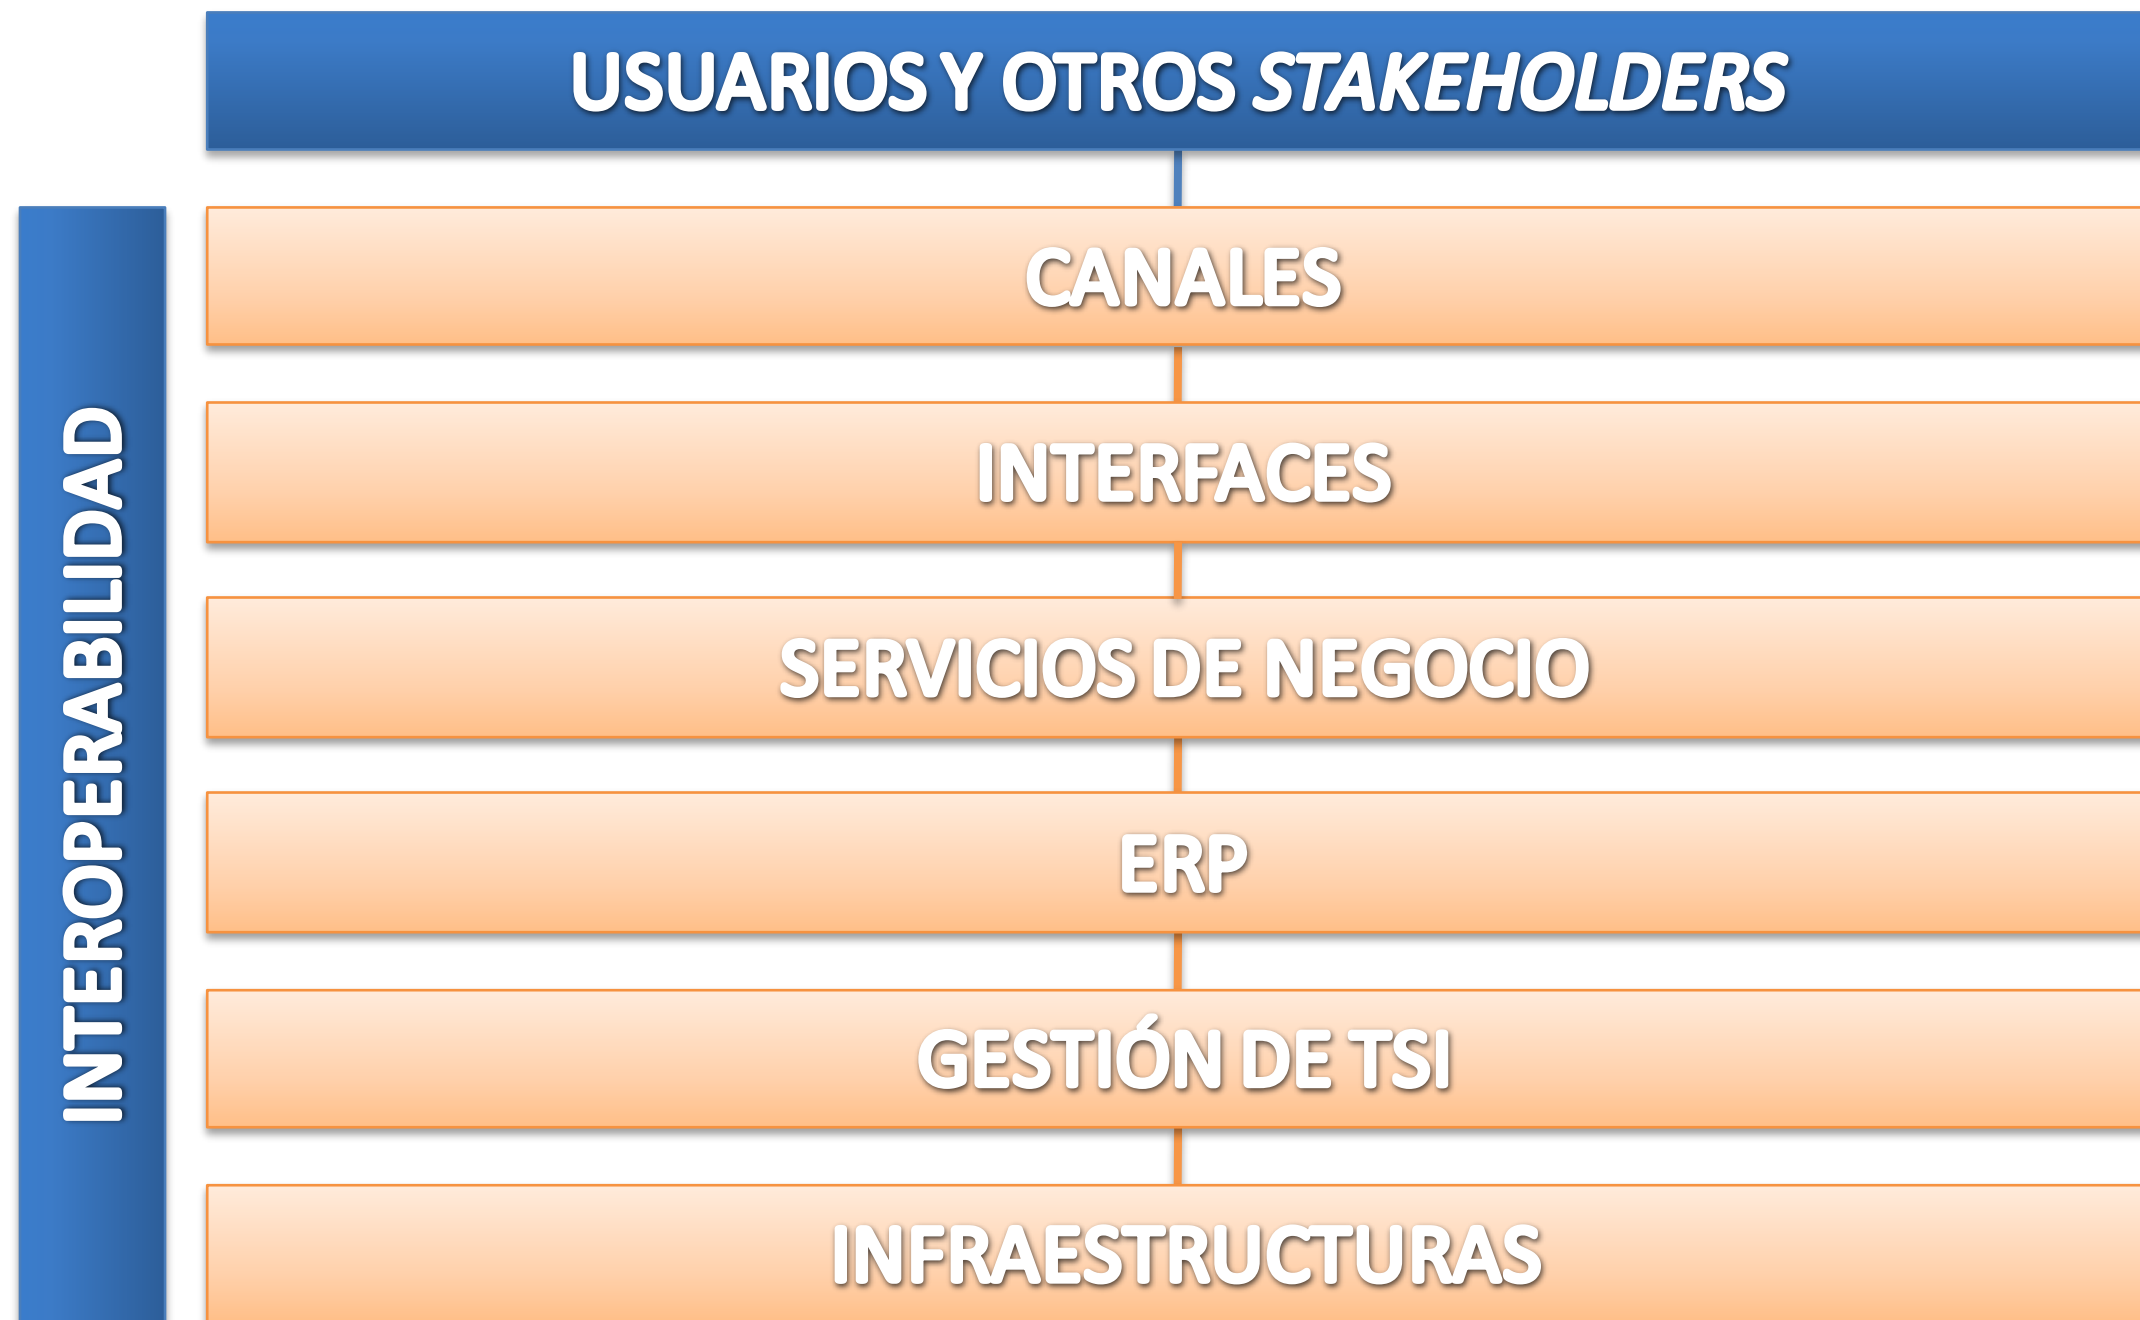 USUARIOS Y OTROS STAKEHOLDERS
INTEROPERABILIDAD
CANALES
INTERFACES
SERVICIOS DE NEGOCIO
ERP
GESTIÓN DE TSI
INFRAESTRUCTURAS